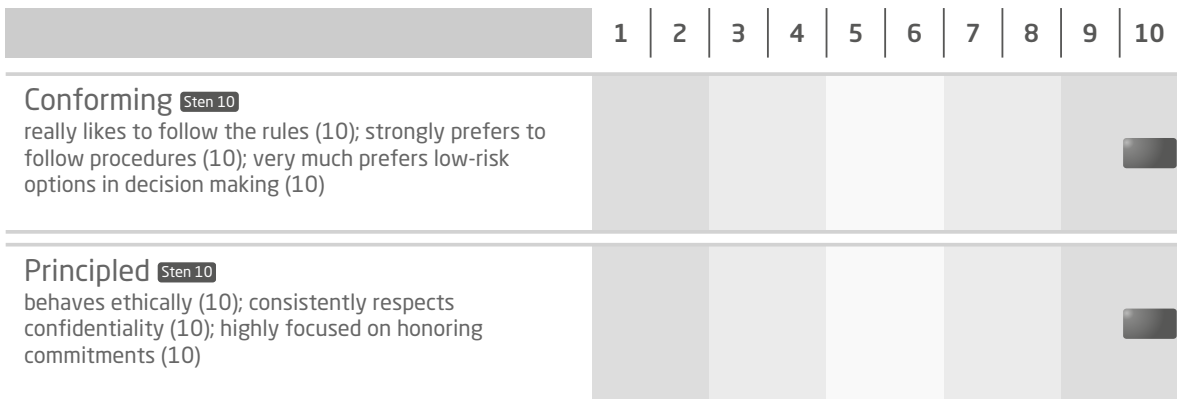 1 2 3 4 5 6 7 8 9 10
Conforming Sten 10
really likes to follow the rules (10); strongly prefers to
follow procedures (10); very much prefers low-risk
options in decision making (10)
Principled Sten 10
behaves ethically (10); consistently respects
confidentiality (10); highly focused on honoring
commitments (10)